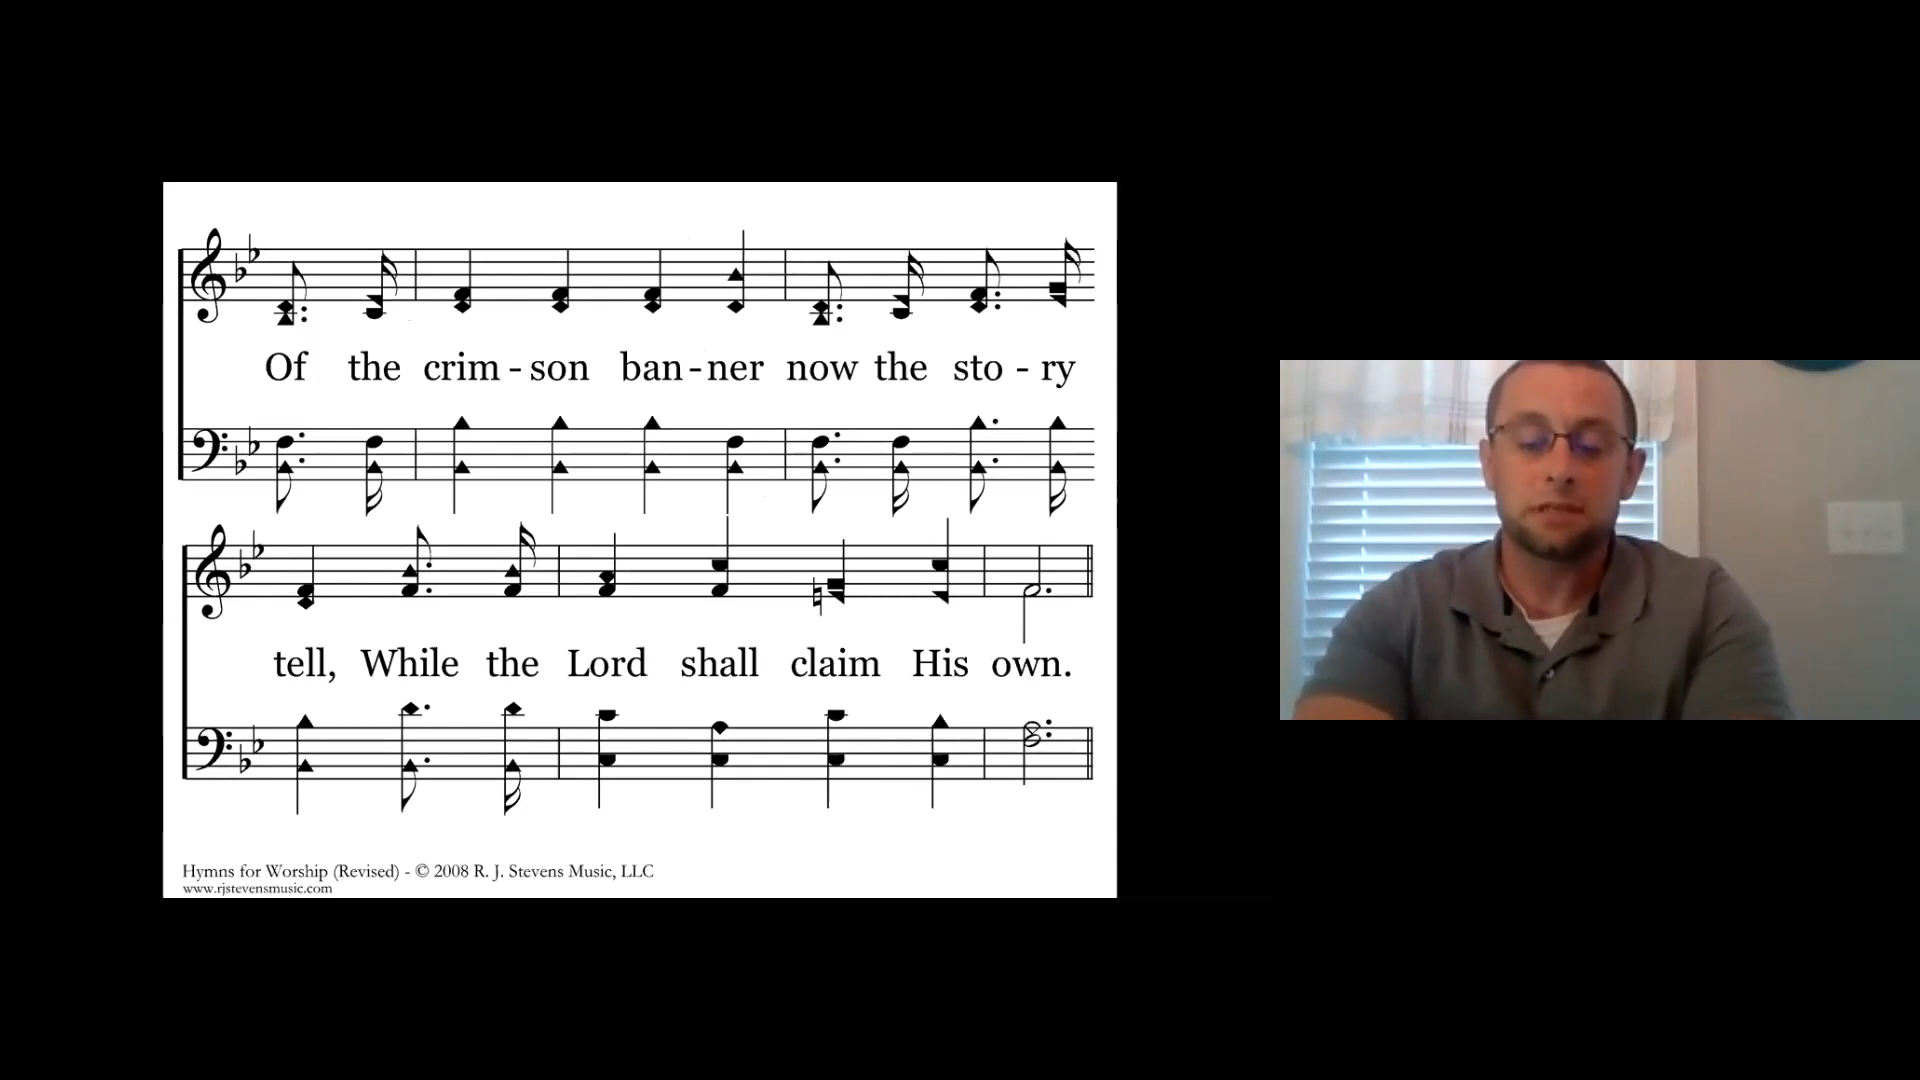 Of the crim - son ban - ner now the sto - ry
tell, While the Lord shall claim His own.
Hymns for Worship (Revised) - © 2008 R. J. Stevens Music, LLC
www.rjstevensmusic.com